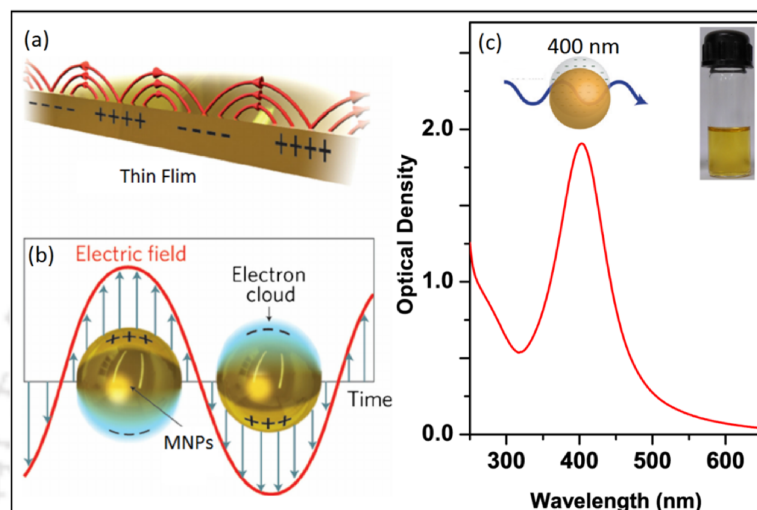 (a)
- - - -
++++
- - - -
++++
Thin Flim
(b)
Electric field
Electron
cloud
- - -
+++
+++
- - -
Time
MNPs
(c)
400 nm
2.0
1.0
0.0
Optical Density
300
400
500
600
Wavelength (nm)